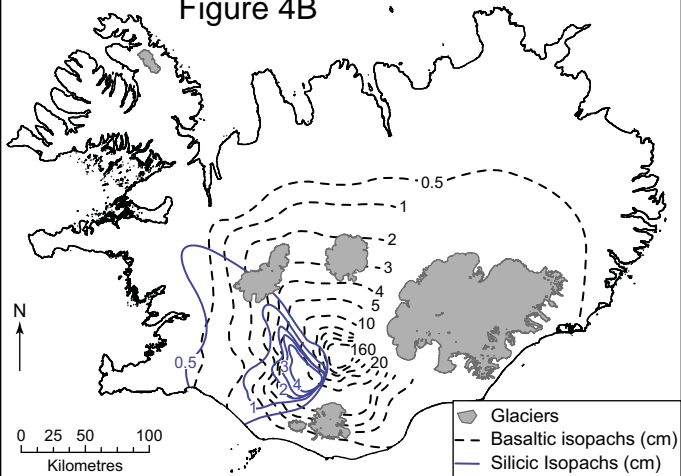 Figure 4B
0.5
1
2
3
4
5
10
160
20
N
0.5
3
4
2
1
0 25 50 100
Kilometres
Glaciers
Basaltic isopachs (cm)
Silicic Isopachs (cm)